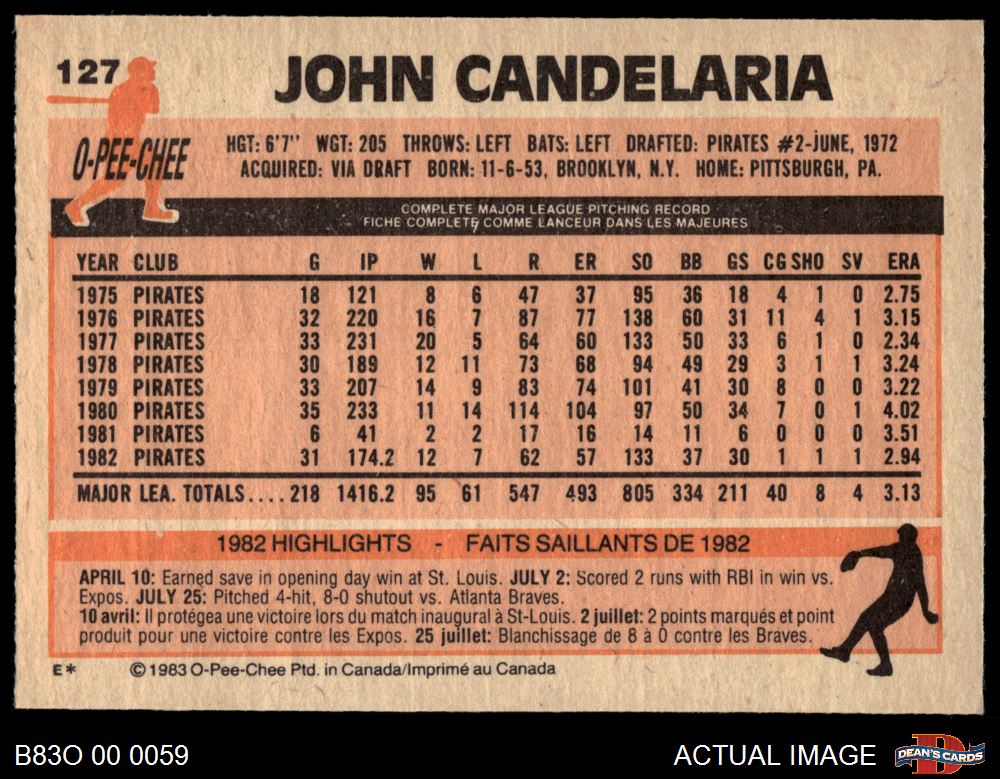 127
JOHN CANDELARIA
O-PEE-CHEE
HGT: 6'7" WGT: 205 THROWS: LEFT BATS: LEFT DRAFTED: PIRATES #2-JUNE, 1972
ACQUIRED: VIA DRAFT BORN: 11-6-53, BROOKLYN, N.Y. HOME: PITTSBURGH, PA.
COMPLETE MAJOR LEAGUE PITCHING RECORD
FICHE COMPLETE COMME LANCEUR DANS LES MAJEURES
YEAR CLUB G IP W L R ER SO BB GS CG SHO SV ERA
1975 PIRATES 18 121 8 6 47 37 95 36 18 4 1 0 2.75
1976 PIRATES 32 220 16 7 87 77 138 60 31 11 4 1 3.15
1977 PIRATES 33 231 20 5 64 60 133 50 33 6 1 0 2.34
1978 PIRATES 30 189 12 11 73 68 94 49 29 3 1 1 3.24
1979 PIRATES 33 207 14 9 83 74 101 41 30 8 0 0 3.22
1980 PIRATES 35 233 11 14 114 104 97 50 34 7 0 1 4.02
1981 PIRATES 6 41 2 2 17 16 14 11 6 0 0 0 3.51
1982 PIRATES 31 174.2 12 7 62 57 133 37 30 1 1 1 2.94
MAJOR LEA. TOTALS.... 218 1416.2 95 61 547 493 805 334 211 40 8 4 3.13
1982 HIGHLIGHTS - FAITS SAILLANTS DE 1982
APRIL 10: Earned save in opening day win at St. Louis. JULY 2: Scored 2 runs with RBI in win vs.
Expos. JULY 25: Pitched 4-hit, 8-0 shutout vs. Atlanta Braves.
10 avril: Il protégea une victoire lors du match inaugural à St-Louis. 2 juillet: 2 points marqués et point
produit pour une victoire contre les Expos. 25 juillet: Blanchissage de 8 à 0 contre les Braves.
E* © 1983 O-Pee-Chee Ptd. in Canada/Imprimé au Canada
B83O 00 0059
ACTUAL IMAGE
DEAN'S CARDS